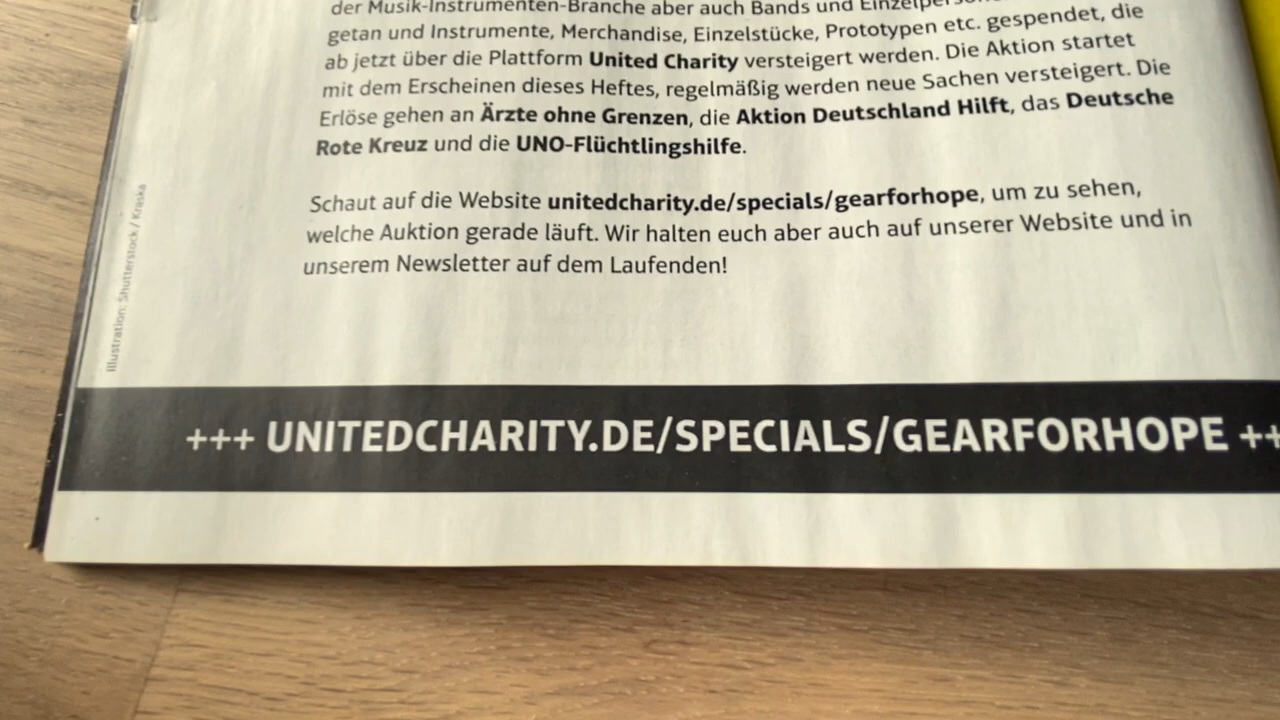 der Musik-Instrumenten-Branche aber auch Bands und
getan und Instrumente, Merchandise, Einzelstücke, Prototypen etc. gespendet, die
ab jetzt über die Plattform United Charity versteigert werden. Die Aktion startet
mit dem Erscheinen dieses Heftes, regelmäßig werden neue Sachen versteigert. Die
Erlöse gehen an Ärzte ohne Grenzen, die Aktion Deutschland Hilft, das Deutsche
Rote Kreuz und die UNO-Flüchtlingshilfe.
Schaut auf die Website unitedcharity.de/specials/gearforhope, um zu sehen,
welche Auktion gerade läuft. Wir halten euch aber auch auf unserer Website und in
unserem Newsletter auf dem Laufenden!
Illustration: Shutterstock / Kraska
+++ UNITEDCHARITY.DE/SPECIALS/GEARFORHOPE ++